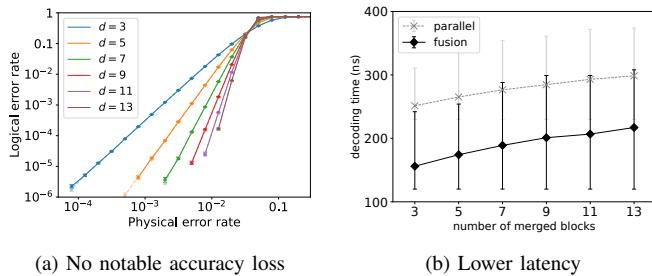 Logical error rate
1
0.1
10⁻²
10⁻³
10⁻⁴
10⁻⁵
10⁻⁶
d = 3
d = 5
d = 7
d = 9
d = 11
d = 13
10⁻⁴
10⁻³
10⁻²
0.1
Physical error rate
(a) No notable accuracy loss
decoding time (ns)
400
300
200
100
parallel
fusion
3
5
7
9
11
13
number of merged blocks
(b) Lower latency